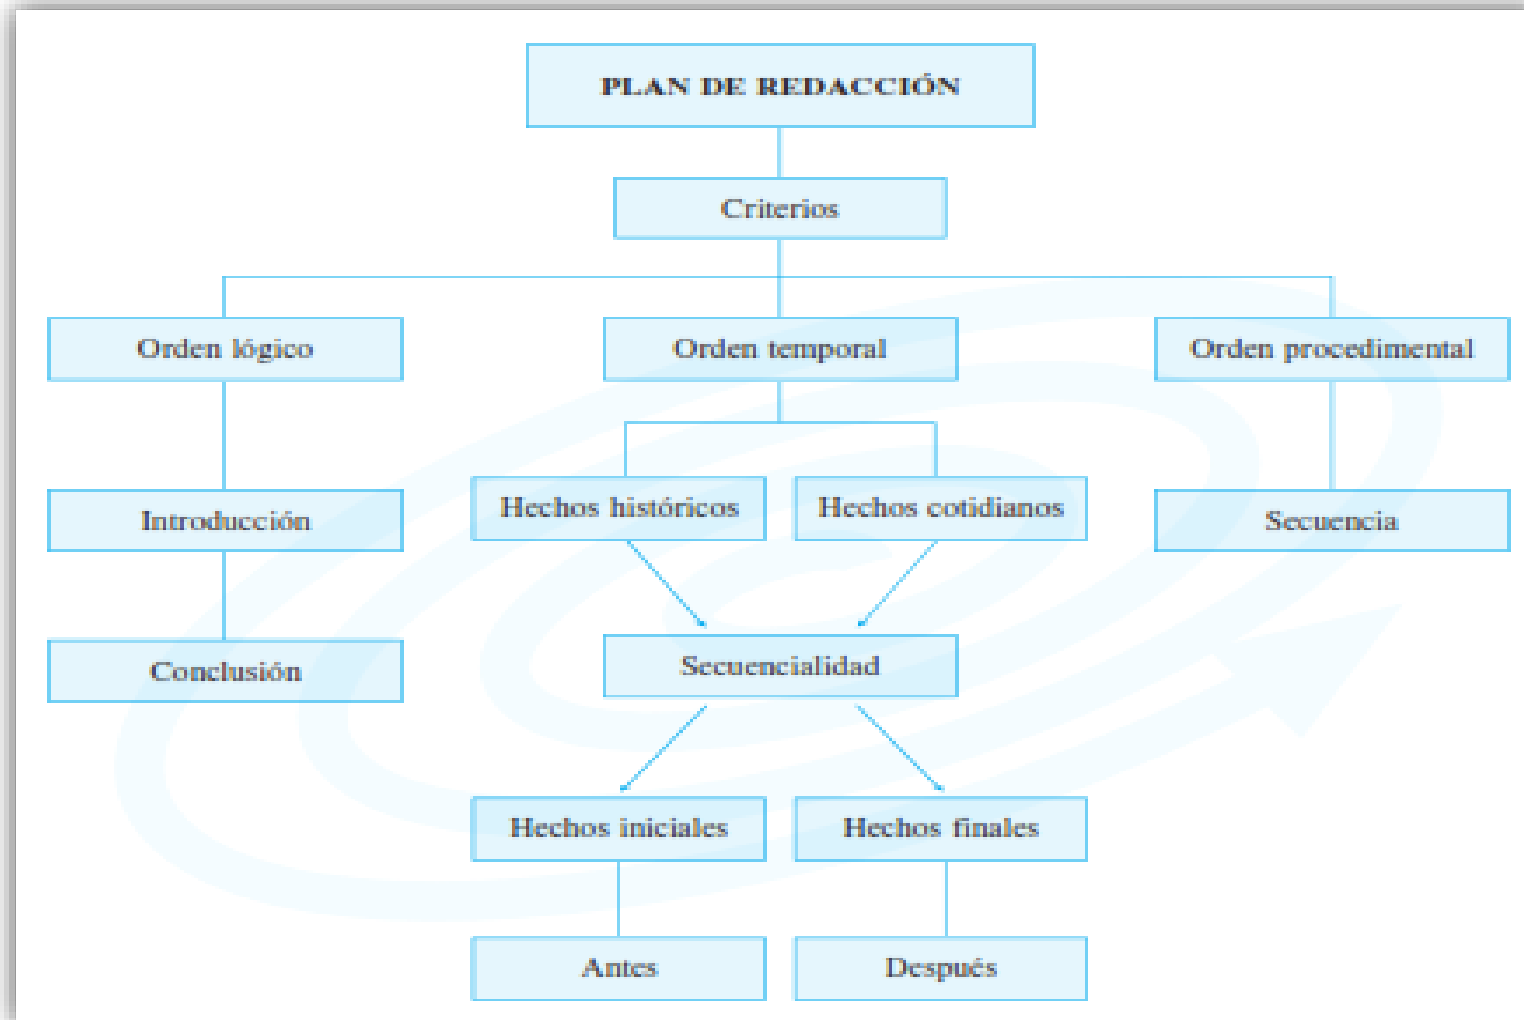 PLAN DE REDACCIÓN
Criterios
Orden lógico
Orden temporal
Orden procedimental
Hechos históricos
Hechos cotidianos
Introducción
Secuencia
Secuencialidad
Conclusión
Hechos iniciales
Hechos finales
Antes
Después